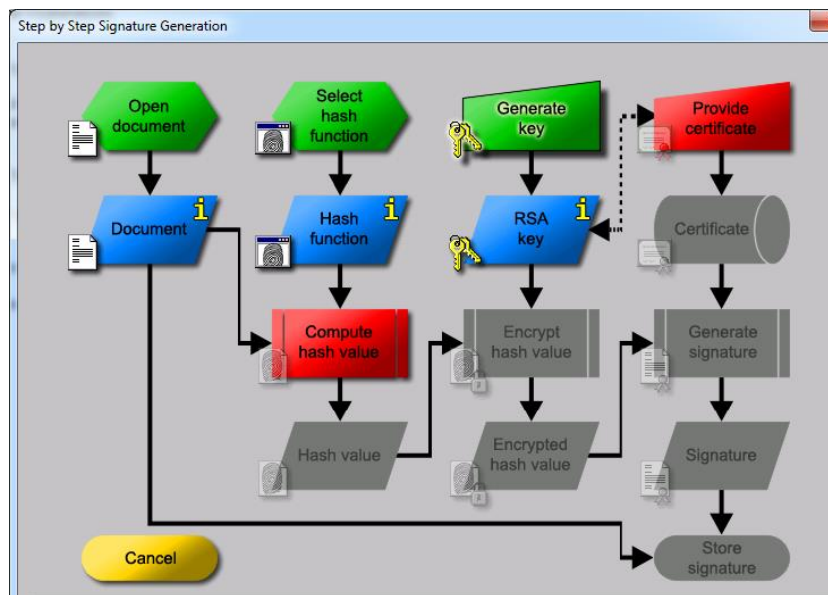 Step by Step Signature Generation
Open
document
Select
hash
function
Generate
key
Provide
certificate
Document
i
Hash
function
i
RSA
key
i
Certificate
Compute
hash value
Encrypt
hash value
Generate
signature
Hash value
Encrypted
hash value
Signature
Cancel
Store
signature